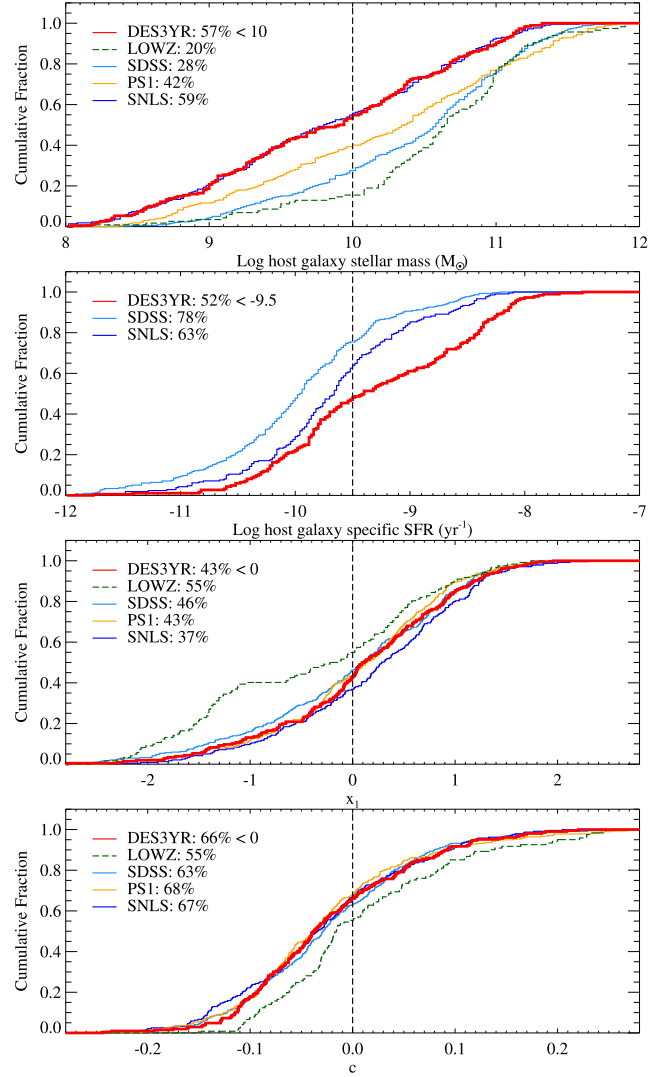 DES3YR: 57% < 10
LOWZ: 20%
SDSS: 28%
PS1: 42%
SNLS: 59%
Cumulative Fraction
1.0
0.8
0.6
0.4
0.2
0.0
8 9 10 11 12
Log host galaxy stellar mass (M⊙)
DES3YR: 52% < -9.5
SDSS: 78%
SNLS: 63%
Cumulative Fraction
1.0
0.8
0.6
0.4
0.2
0.0
-12 -11 -10 -9 -8 -7
Log host galaxy specific SFR (yr⁻¹)
DES3YR: 43% < 0
LOWZ: 55%
SDSS: 46%
PS1: 43%
SNLS: 37%
Cumulative Fraction
1.0
0.8
0.6
0.4
0.2
0.0
-2 -1 0 1 2
x₁
DES3YR: 66% < 0
LOWZ: 55%
SDSS: 63%
PS1: 68%
SNLS: 67%
Cumulative Fraction
1.0
0.8
0.6
0.4
0.2
0.0
-0.2 -0.1 0.0 0.1 0.2
c